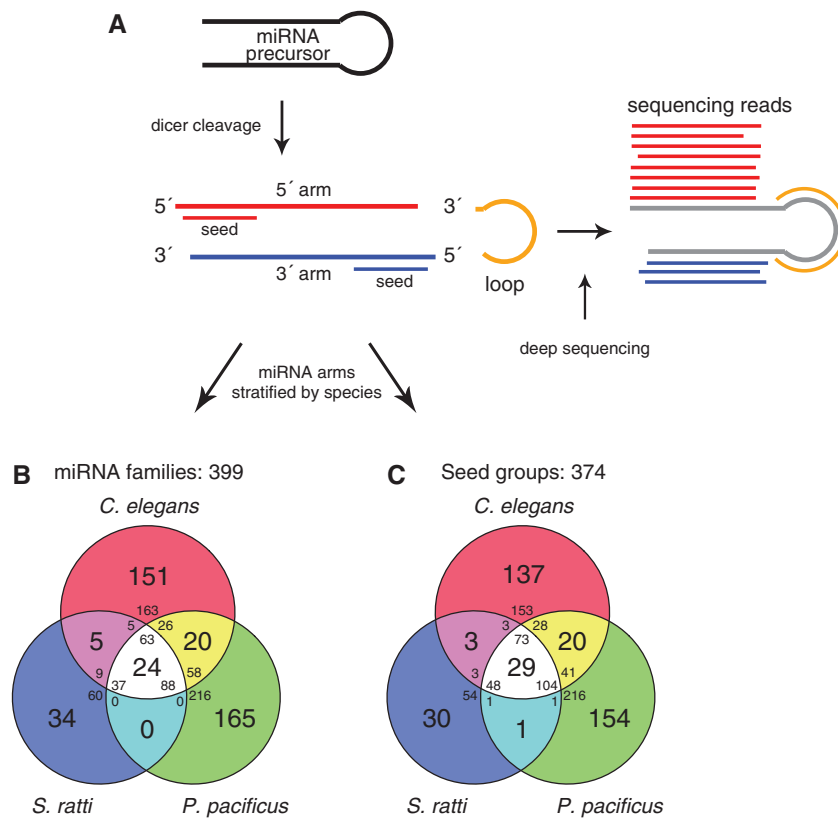 A
miRNA
precursor
dicer cleavage
sequencing reads
5´ arm
5´
3´
seed
3´
5´
3´ arm
seed
loop
deep sequencing
miRNA arms
stratified by species
B miRNA families: 399
C. elegans
151
163
5 26
63
5
20
24
9
58
37
88
60
216
0
0
34
0
165
S. ratti
P. pacificus
C Seed groups: 374
C. elegans
137
153
3 28
73
3
20
29
3
41
48
104
54
216
1
1
30
1
154
S. ratti
P. pacificus